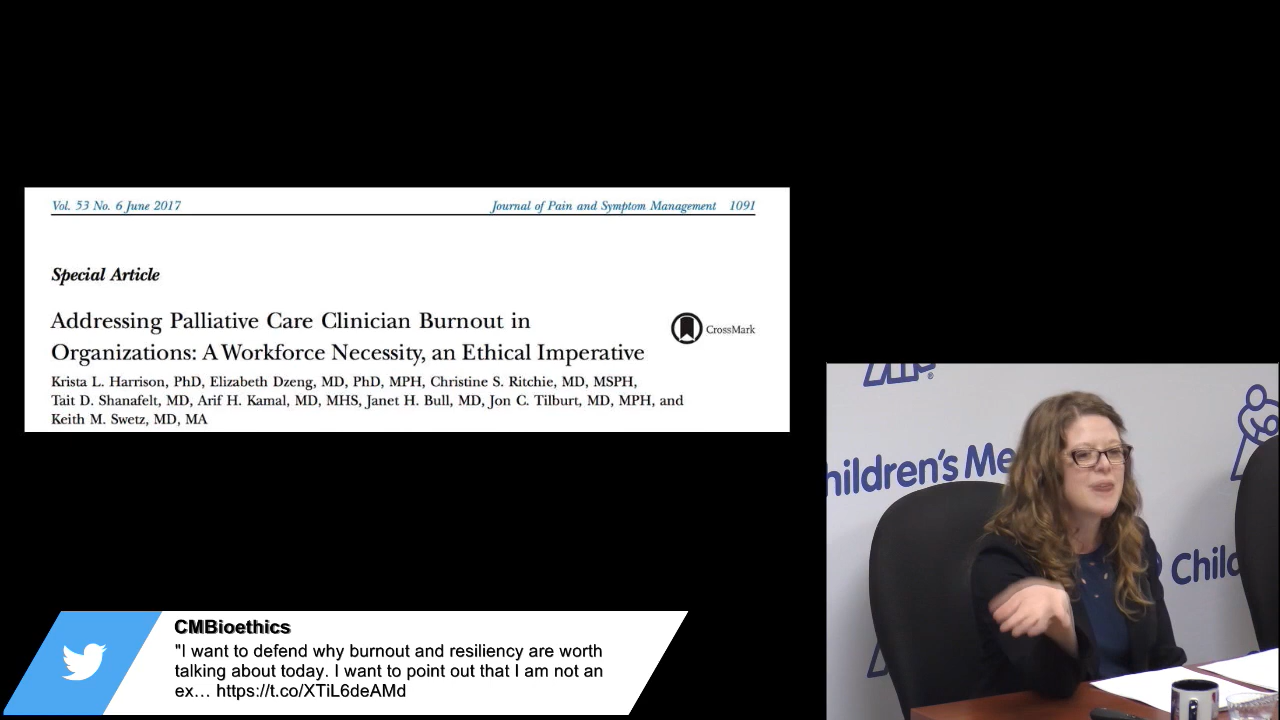 Vol. 53 No. 6 June 2017
Journal of Pain and Symptom Management 1091
Special Article
Addressing Palliative Care Clinician Burnout in
Organizations: A Workforce Necessity, an Ethical Imperative
CrossMark
Krista L. Harrison, PhD, Elizabeth Dzeng, MD, PhD, MPH, Christine S. Ritchie, MD, MSPH,
Tait D. Shanafelt, MD, Arif H. Kamal, MD, MHS, Janet H. Bull, MD, Jon C. Tilburt, MD, MPH, and
Keith M. Swetz, MD, MA
hildren's Me
Child
CMBioethics
"I want to defend why burnout and resiliency are worth
talking about today. I want to point out that I am not an
ex... https://t.co/XTiL6deAMd